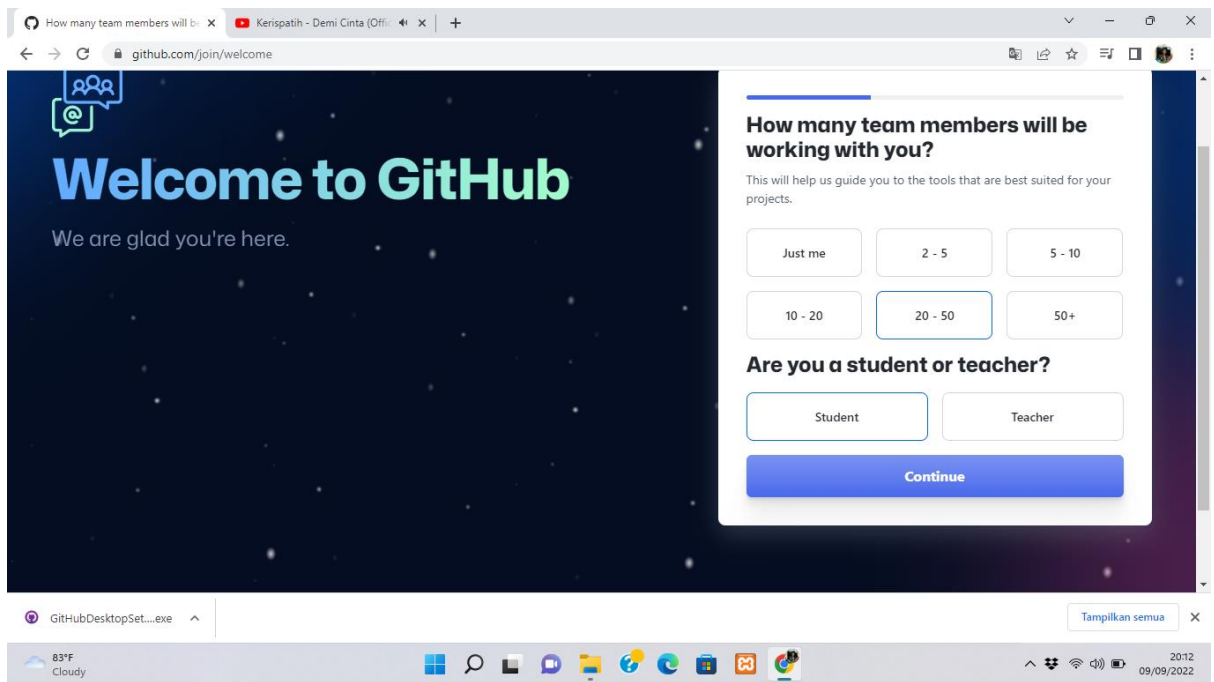 How many team members will be
Kerispatih - Demi Cinta (Offic
github.com/join/welcome
Welcome to GitHub
We are glad you're here.
How many team members will be
working with you?
This will help us guide you to the tools that are best suited for your
projects.
Just me
2 - 5
5 - 10
10 - 20
20 - 50
50+
Are you a student or teacher?
Student
Teacher
Continue
GitHubDesktopSet....exe
Tampilkan semua
83°F
Cloudy
20:12
09/09/2022